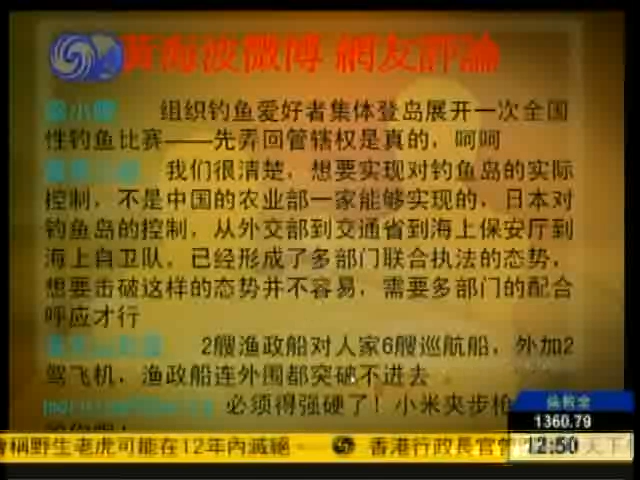 黃海波微博 網友評論
组织钓鱼爱好者集体登岛展开一次全国
性钓鱼比赛——先弄回管辖权是真的，呵呵
我们很清楚，想要实现对钓鱼岛的实际
控制，不是中国的农业部一家能够实现的，日本对
钓鱼岛的控制，从外交部到交通省到海上保安厅到
海上自卫队，已经形成了多部门联合执法的态势，
想要击破这样的态势并不容易，需要多部门的配合
呼应才行
2艘渔政船对人家6艘巡航船，外加2
驾飞机，渔政船连外围都突破不进去
必须得强硬了！小米夹步枪
1360.79
稱野生老虎可能在12年內滅絕
香港行政長官曾
12:50